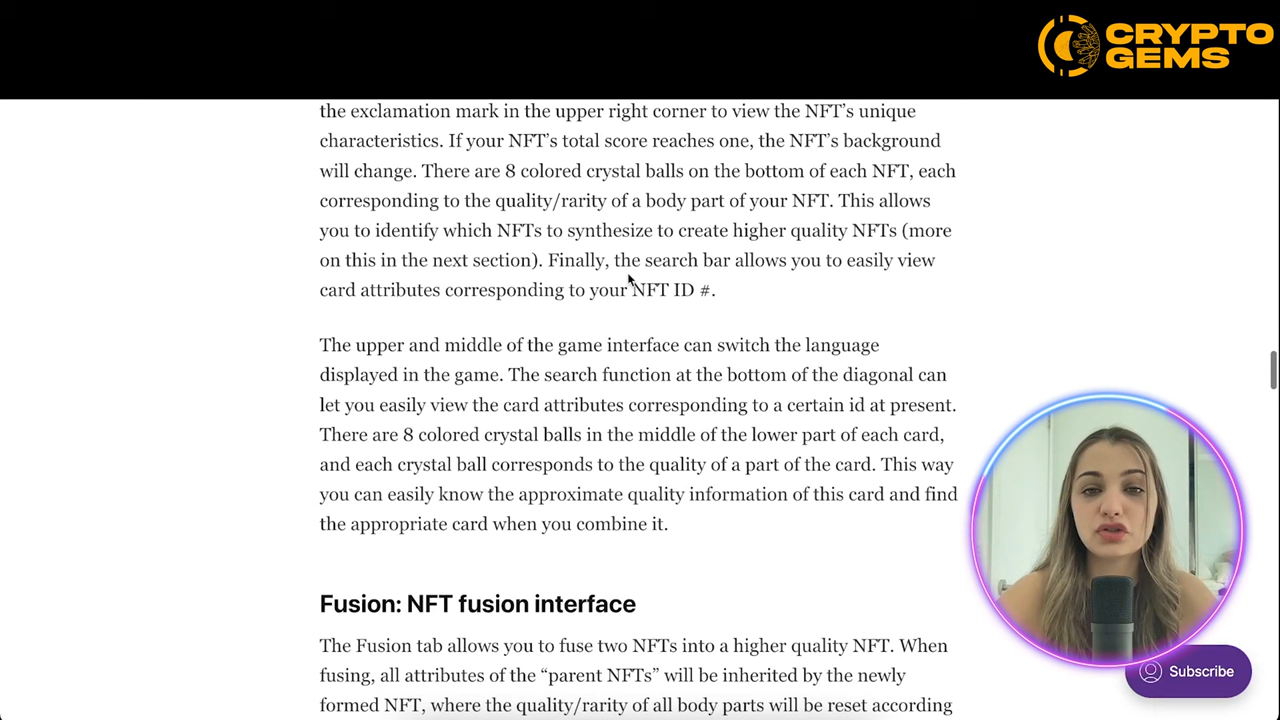 CRYPTO
GEMS
the exclamation mark in the upper right corner to view the NFT’s unique
characteristics. If your NFT’s total score reaches one, the NFT’s background
will change. There are 8 colored crystal balls on the bottom of each NFT, each
corresponding to the quality/rarity of a body part of your NFT. This allows
you to identify which NFTs to synthesize to create higher quality NFTs (more
on this in the next section). Finally, the search bar allows you to easily view
card attributes corresponding to your NFT ID #.
The upper and middle of the game interface can switch the language
displayed in the game. The search function at the bottom of the diagonal can
let you easily view the card attributes corresponding to a certain id at present.
There are 8 colored crystal balls in the middle of the lower part of each card,
and each crystal ball corresponds to the quality of a part of the card. This way
you can easily know the approximate quality information of this card and find
the appropriate card when you combine it.
Fusion: NFT fusion interface
The Fusion tab allows you to fuse two NFTs into a higher quality NFT. When
fusing, all attributes of the “parent NFTs” will be inherited by the newly
formed NFT, where the quality/rarity of all body parts will be reset according
Subscribe